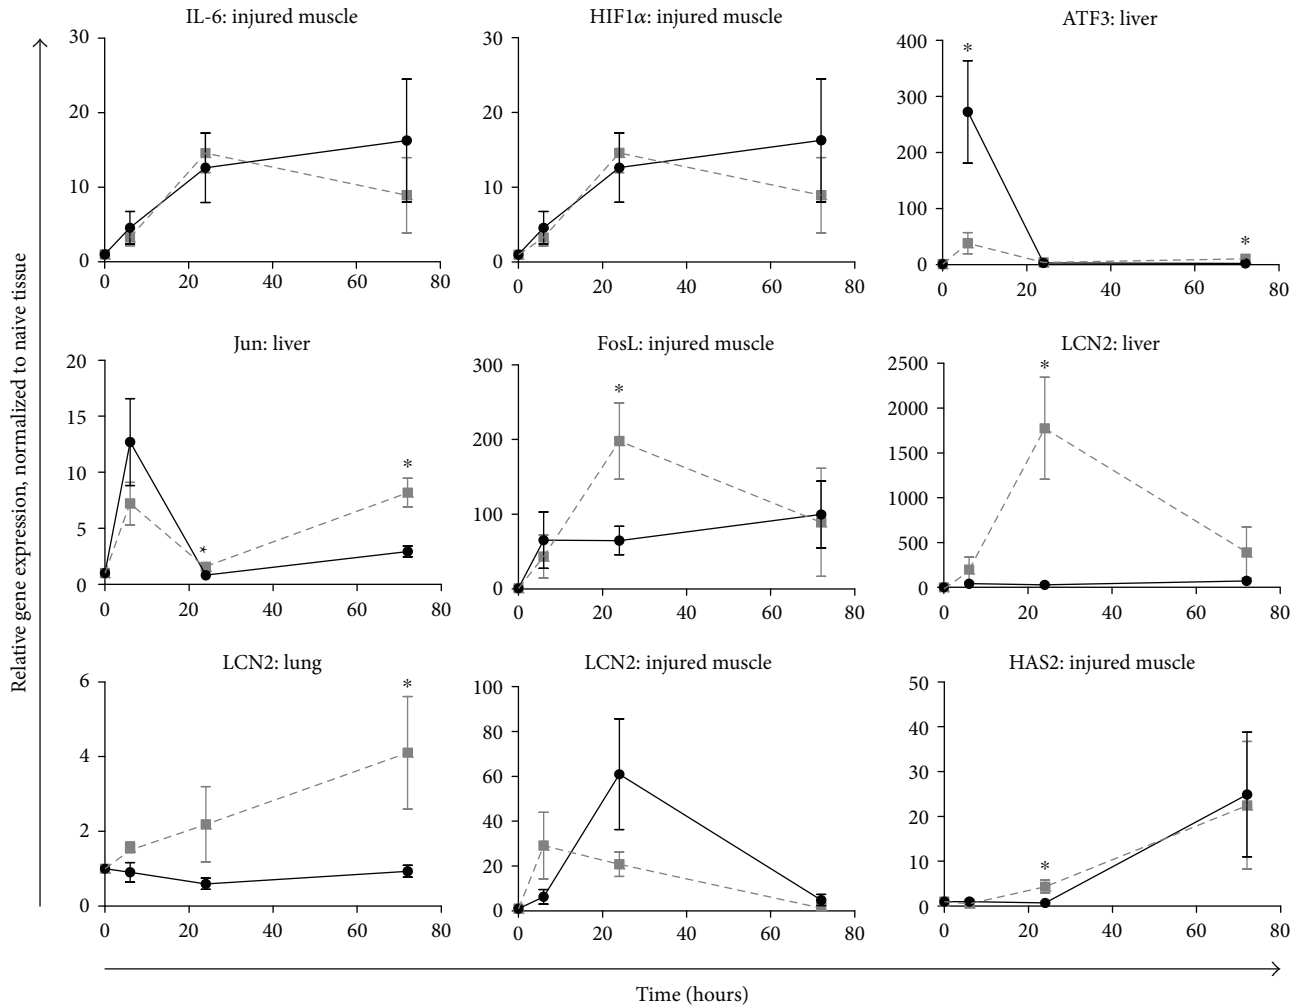 IL-6: injured muscle
30
20
10
0
0 20 40 60 80
HIF1α: injured muscle
30
20
10
0
0 20 40 60 80
ATF3: liver
400
300
200
100
0
*
*
0 20 40 60 80
Jun: liver
20
15
10
5
0
*
*
0 20 40 60 80
FosL: injured muscle
300
200
100
0
*
0 20 40 60 80
LCN2: liver
2500
2000
1500
1000
500
0
*
0 20 40 60 80
LCN2: lung
6
4
2
0
*
0 20 40 60 80
LCN2: injured muscle
100
80
60
40
20
0
0 20 40 60 80
HAS2: injured muscle
50
40
30
20
10
0
*
0 20 40 60 80
Relative gene expression, normalized to naive tissue
Time (hours)